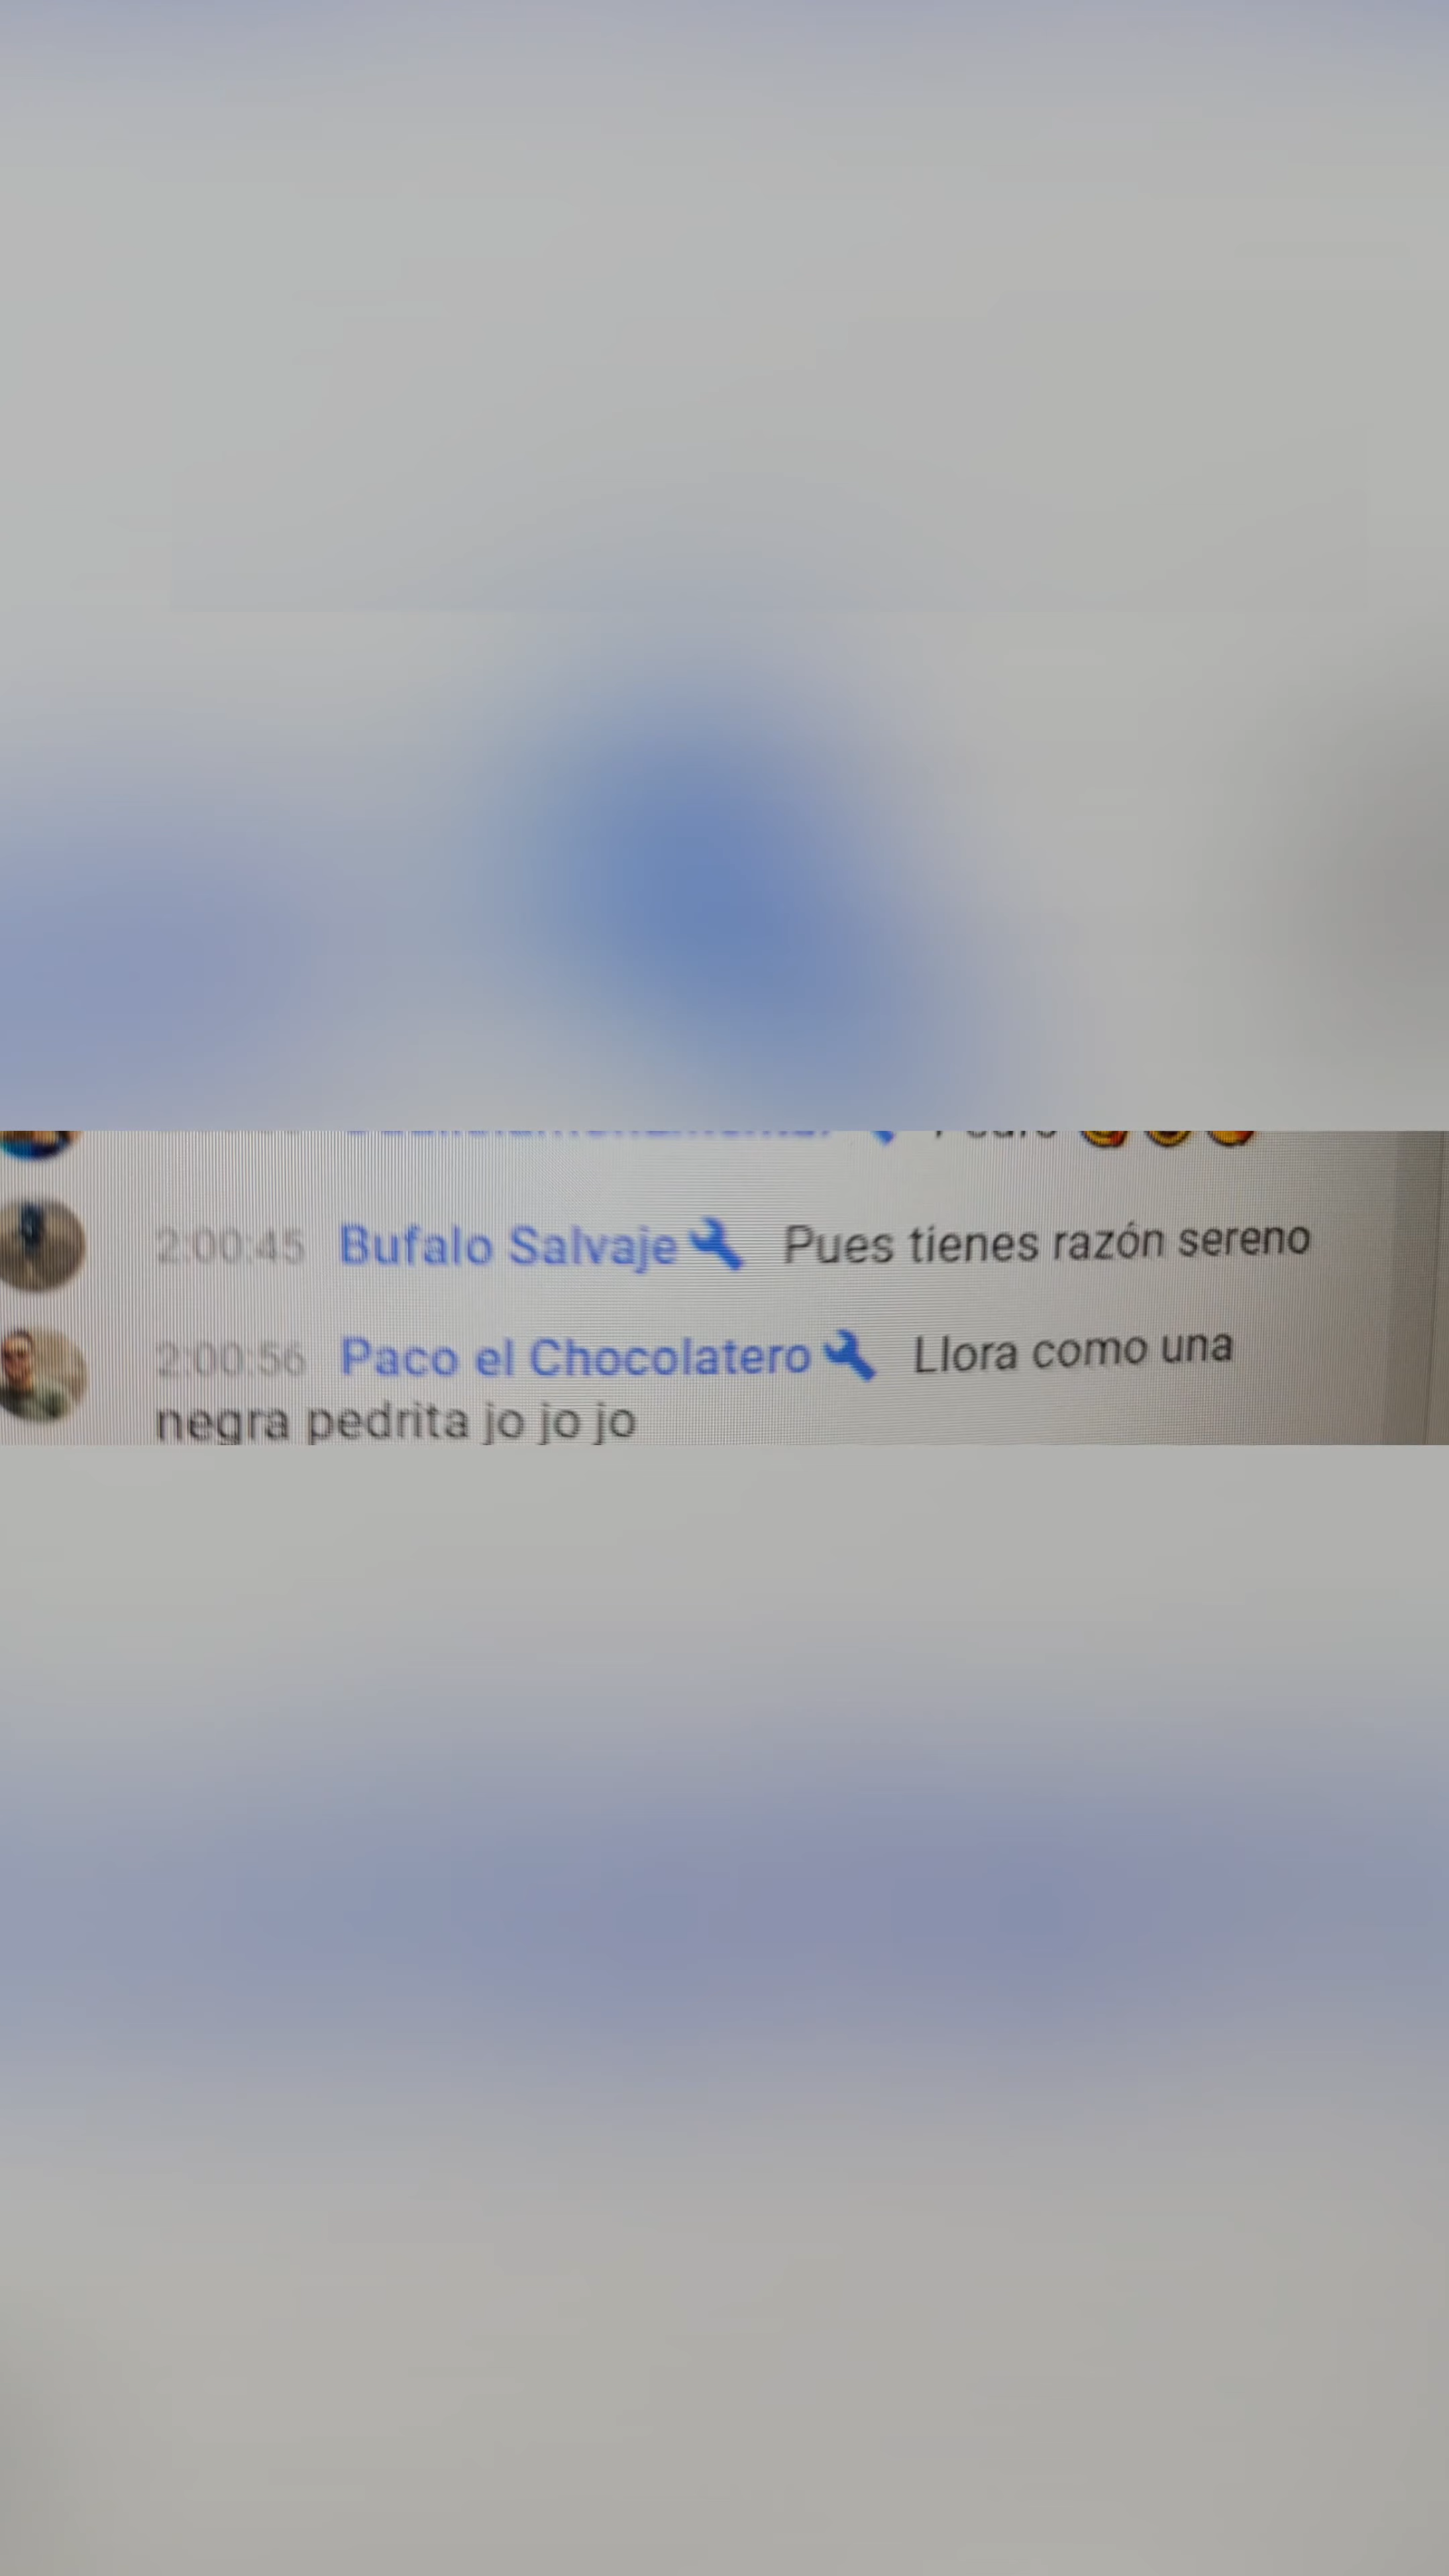 2:00:45 Bufalo Salvaje Pues tienes razón sereno
2:00:56 Paco el Chocolatero Llora como una
negra pedrita jo jo jo